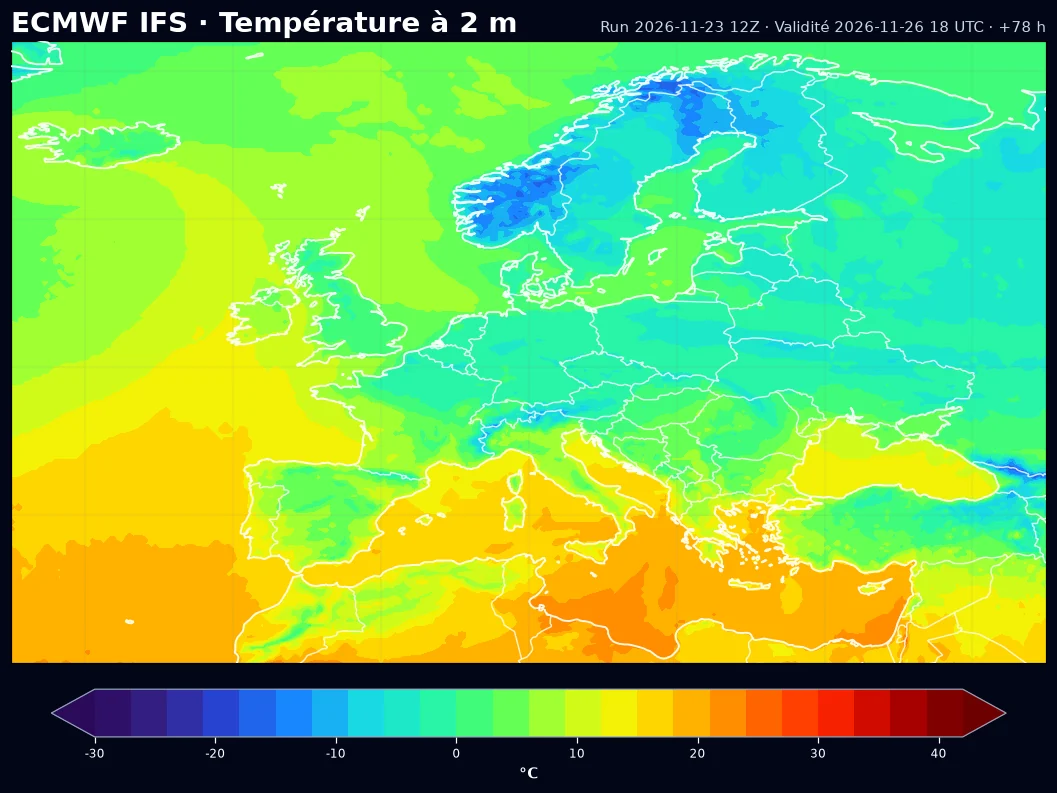 ECMWF IFS · Température à 2 m
Run 2026-11-23 12Z · Validité 2026-11-26 18 UTC · +78 h
-30 -20 -10 0 10 20 30 40
°C